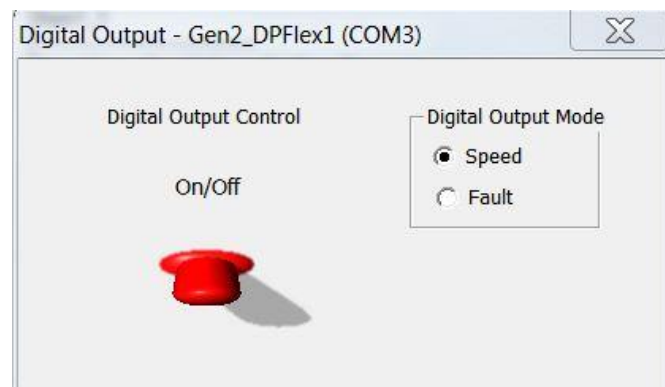 Digital Output - Gen2_DPFlex1 (COM3)
Digital Output Control
On/Off
Digital Output Mode
Speed
Fault